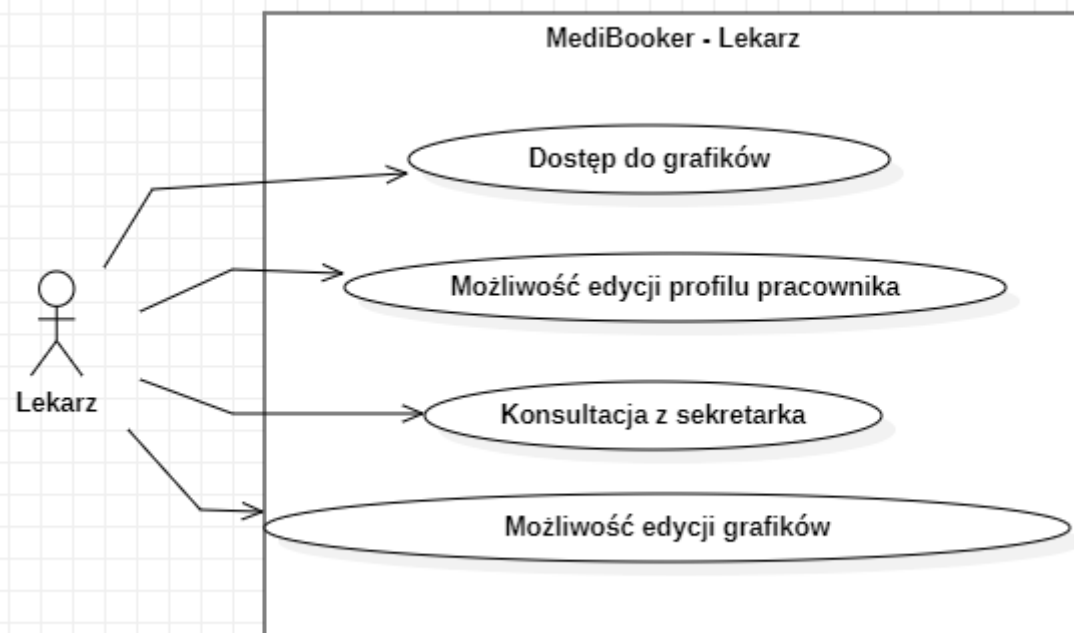 MediBooker - Lekarz
Dostęp do grafików
Możliwość edycji profilu pracownika
Lekarz
Konsultacja z sekretarka
Możliwość edycji grafików